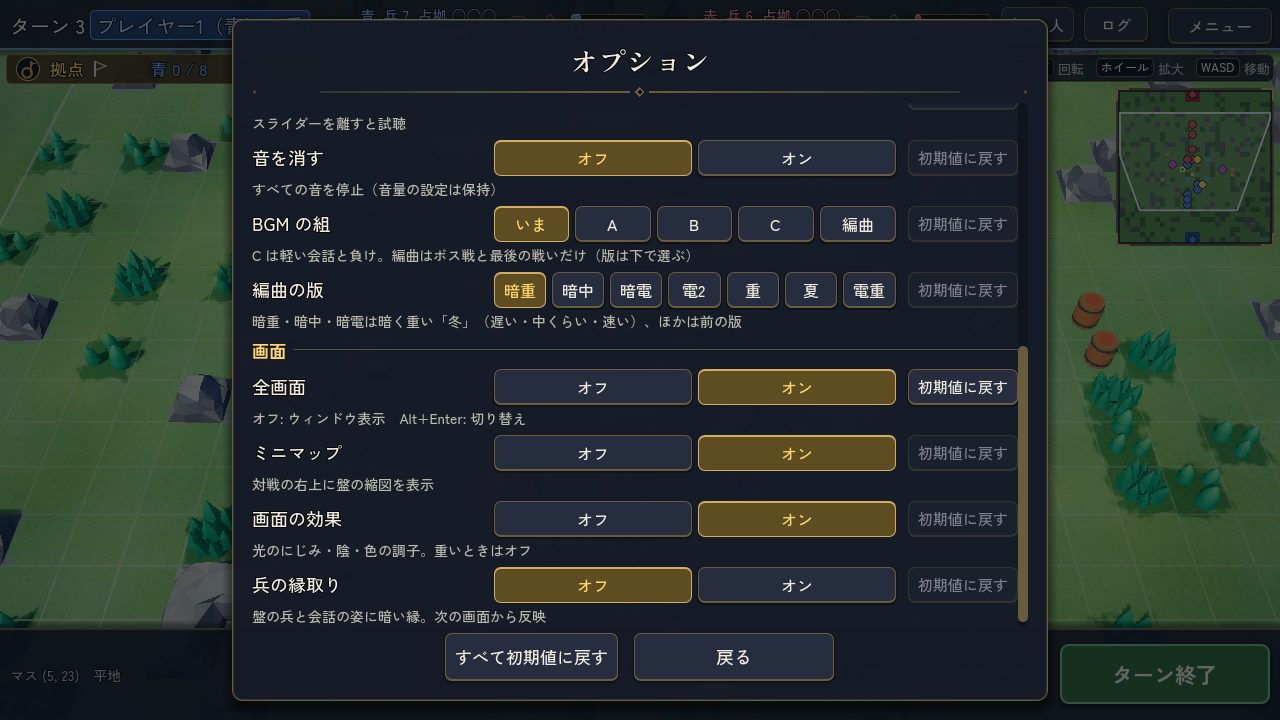 ターン 3 プレイヤー1
人 ログ メニュー
拠点 青 0 / 8
回転 ホイール 拡大 WASD 移動
オプション
スライダーを離すと試聴
音を消す オフ オン 初期値に戻す
すべての音を停止（音量の設定は保持）
BGM の組 いま A B C 編曲 初期値に戻す
C は軽い会話と負け。編曲はボス戦と最後の戦いだけ（版は下で選ぶ）
編曲の版 暗重 暗中 暗電 電2 重 夏 電重 初期値に戻す
暗重・暗中・暗電は暗く重い「冬」（遅い・中くらい・速い）、ほかは前の版
画面
全画面 オフ オン 初期値に戻す
オフ: ウィンドウ表示　Alt＋Enter: 切り替え
ミニマップ オフ オン 初期値に戻す
対戦の右上に盤の縮図を表示
画面の効果 オフ オン 初期値に戻す
光のにじみ・陰・色の調子。重いときはオフ
兵の縁取り オフ オン 初期値に戻す
盤の兵と会話の姿に暗い縁。次の画面から反映
すべて初期値に戻す 戻る
マス (5, 23)　平地
ターン終了